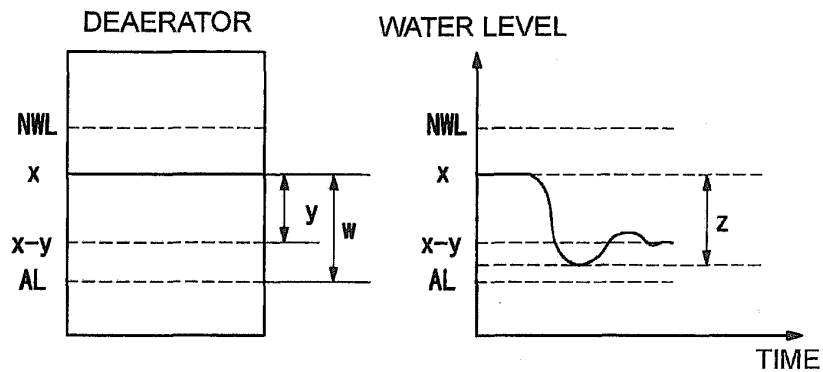 DEAERATOR
NWL
x
y
w
x-y
AL
WATER LEVEL
NWL
x
z
x-y
AL
TIME